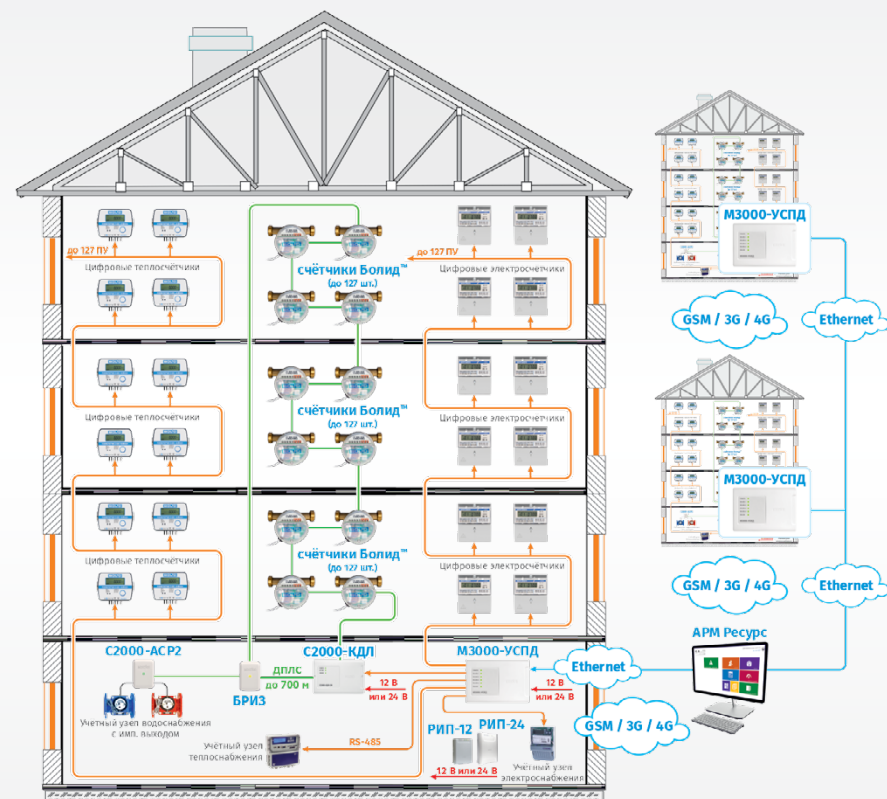 М3000-УСПД
GSM / 3G / 4G
Ethernet
М3000-УСПД
GSM / 3G / 4G
Ethernet
до 127 ПУ
Цифровые теплосчётчики
счётчики Болид™
(до 127 шт.)
до 127 ПУ
Цифровые электросчётчики
Цифровые теплосчётчики
счётчики Болид™
(до 127 шт.)
Цифровые электросчётчики
Цифровые теплосчётчики
счётчики Болид™
(до 127 шт.)
Цифровые электросчётчики
С2000-АСР2
БРИЗ
ДПЛС
до 700 м
С2000-КДЛ
12 В
или 24 В
М3000-УСПД
12 В
или 24 В
Ethernet
GSM / 3G / 4G
АРМ Ресурс
Учетный узел водоснабжения
с имп. выходом
Учётный узел
теплоснабжения
RS-485
РИП-12
РИП-24
12 В или 24 В
Учётный узел
электроснабжения